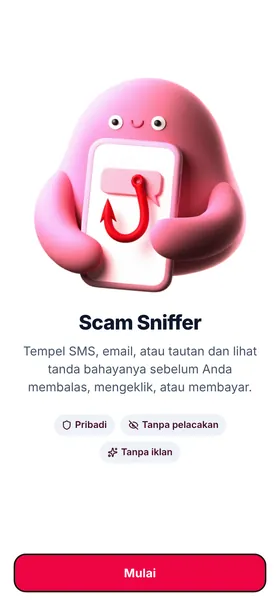 Scam Sniffer
Tempel SMS, email, atau tautan dan lihat
tanda bahayanya sebelum Anda
membalas, mengeklik, atau membayar.
Pribadi
Tanpa pelacakan
Tanpa iklan
Mulai